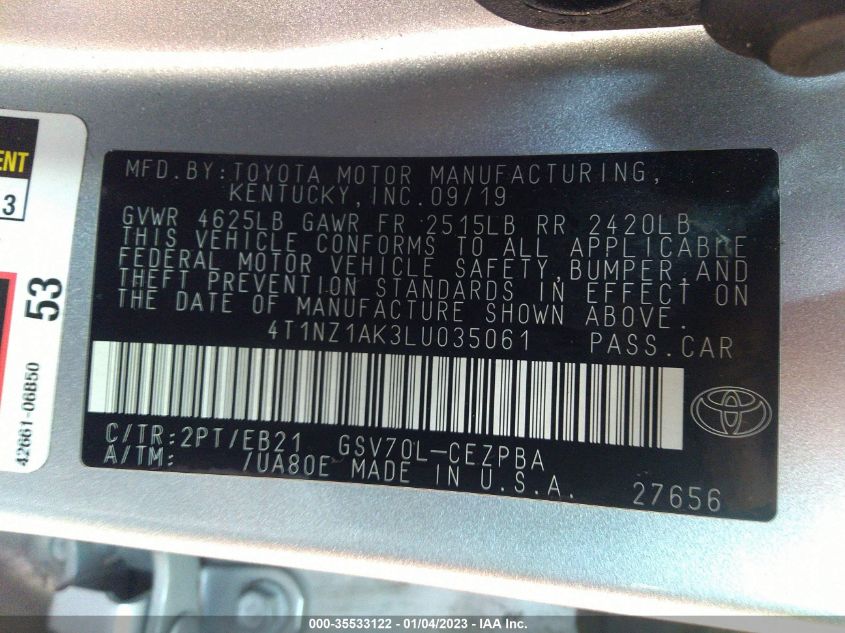 MFD.BY:TOYOTA MOTOR MANUFACTURING,
KENTUCKY,INC.09/19
GVWR 4625LB GAWR FR 2515LB RR 2420LB
THIS VEHICLE CONFORMS TO ALL APPLICABLE
FEDERAL MOTOR VEHICLE SAFETY,BUMPER,AND
THEFT PREVENTION STANDARDS IN EFFECT ON
THE DATE OF MANUFACTURE SHOWN ABOVE.
4T1NZ1AK3LU035061 PASS.CAR
C/TR:2PT/EB21 GSV70L-CEZPBA
A/TM: /UA80E MADE IN U.S.A.
27656
53
42661-06B50
000-35533122 - 01/04/2023 - IAA Inc.